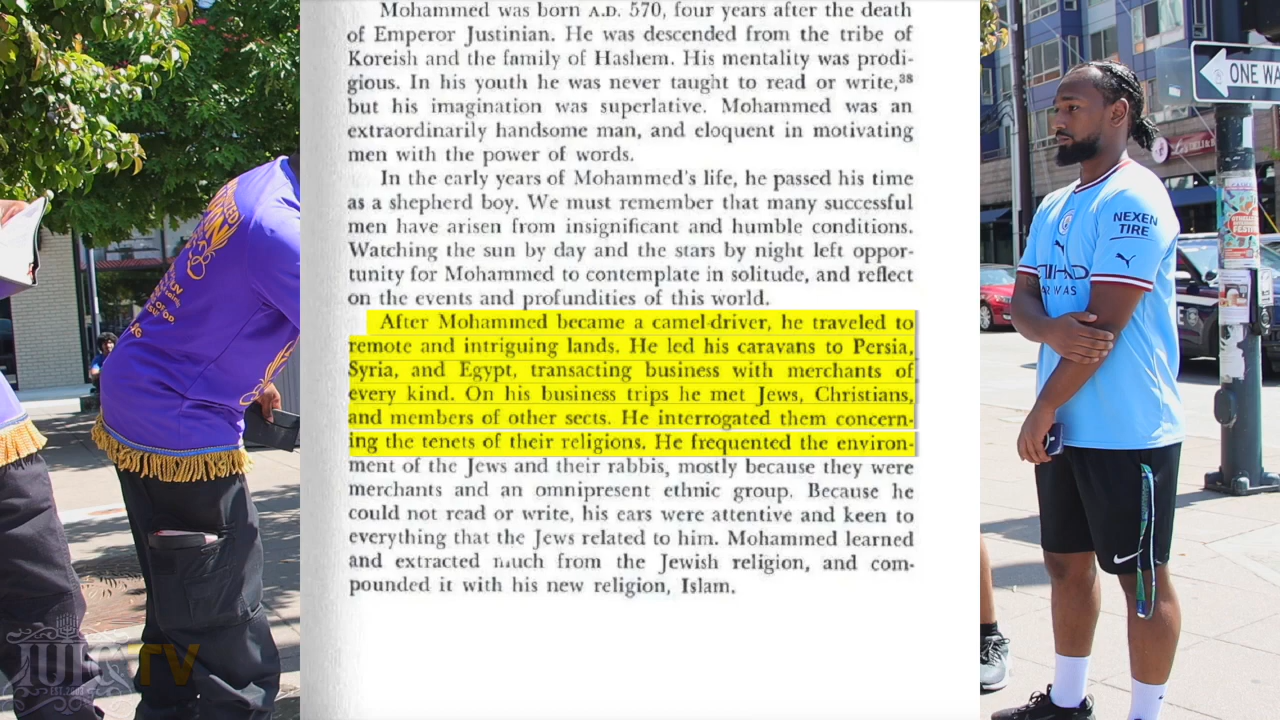 Mohammed was born A.D. 570, four years after the death
of Emperor Justinian. He was descended from the tribe of
Koreish and the family of Hashem. His mentality was prodi-
gious. In his youth he was never taught to read or write,³⁸
but his imagination was superlative. Mohammed was an
extraordinarily handsome man, and eloquent in motivating
men with the power of words.
In the early years of Mohammed's life, he passed his time
as a shepherd boy. We must remember that many successful
men have arisen from insignificant and humble conditions.
Watching the sun by day and the stars by night left oppor-
tunity for Mohammed to contemplate in solitude, and reflect
on the events and profundities of this world.
After Mohammed became a camel-driver, he traveled to
remote and intriguing lands. He led his caravans to Persia,
Syria, and Egypt, transacting business with merchants of
every kind. On his business trips he met Jews, Christians,
and members of other sects. He interrogated them concern-
ing the tenets of their religions. He frequented the environ-
ment of the Jews and their rabbis, mostly because they were
merchants and an omnipresent ethnic group. Because he
could not read or write, his ears were attentive and keen to
everything that the Jews related to him. Mohammed learned
and extracted much from the Jewish religion, and com-
pounded it with his new religion, Islam.
ONE WA
NEXEN
TIRE
IUIC TV
EST. 2003